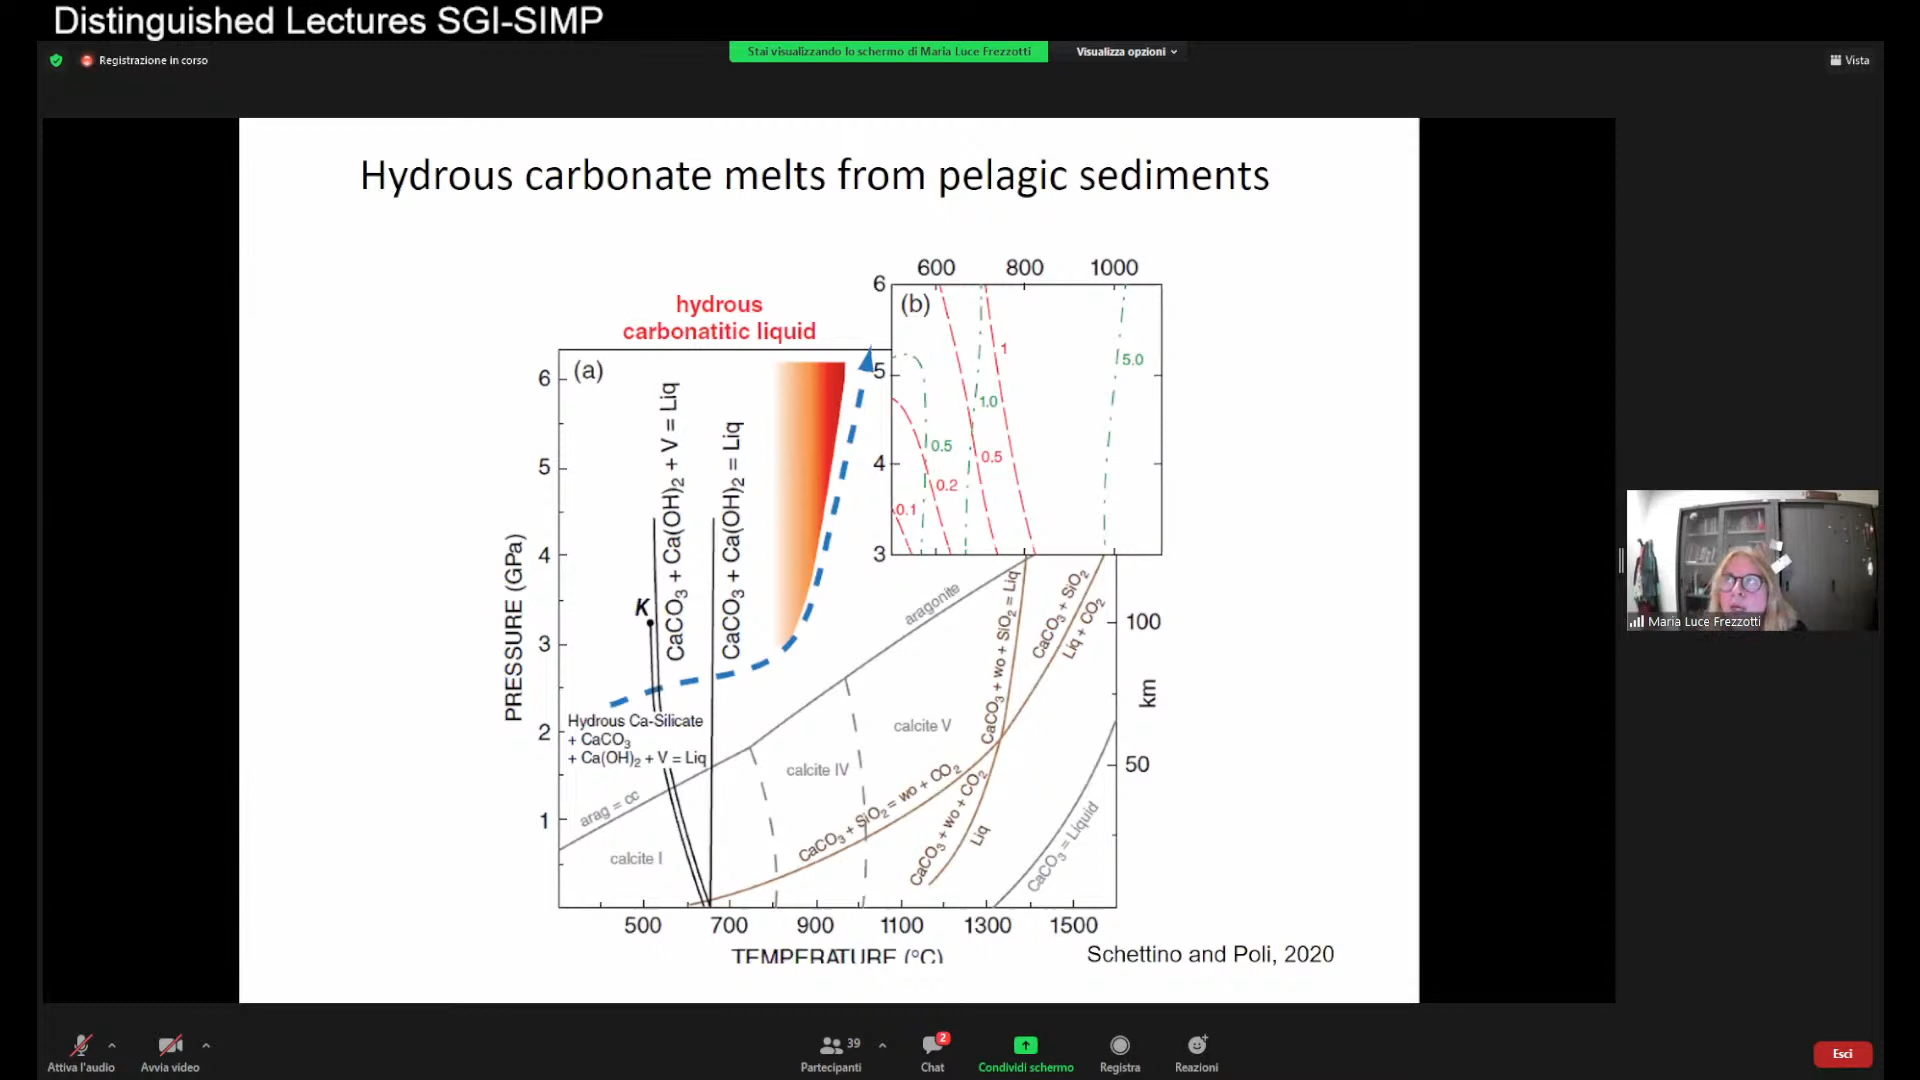 Distinguished Lectures SGI-SIMP
Stai visualizzando lo schermo di Maria Luce Frezzotti
Visualizza opzioni
Registrazione in corso
Vista
Hydrous carbonate melts from pelagic sediments
hydrous
carbonatitic liquid
(a)
6
5
4
3
2
1
PRESSURE (GPa)
CaCO3 + Ca(OH)2 + V = Liq
CaCO3 + Ca(OH)2 = Liq
K
Hydrous Ca-Silicate
+ CaCO3
+ Ca(OH)2 + V = Liq
arag = cc
calcite I
calcite IV
calcite V
aragonite
CaCO3 + SiO2 = wo + CO2
CaCO3 + wo + SiO2 = Liq
CaCO3 + SiO2
Liq + CO2
CaCO3 + wo + CO2
Liq
CaCO3 = Liquid
500 700 900 1100 1300 1500
TEMPERATURE (°C)
100
50
km
(b)
600 800 1000
6
5
4
3
1
5.0
1.0
0.5
0.5
0.2
0.1
Schettino and Poli, 2020
Maria Luce Frezzotti
Attiva l'audio
Avvia video
39
Partecipanti
2
Chat
Condividi schermo
Registra
Reazioni
Esci